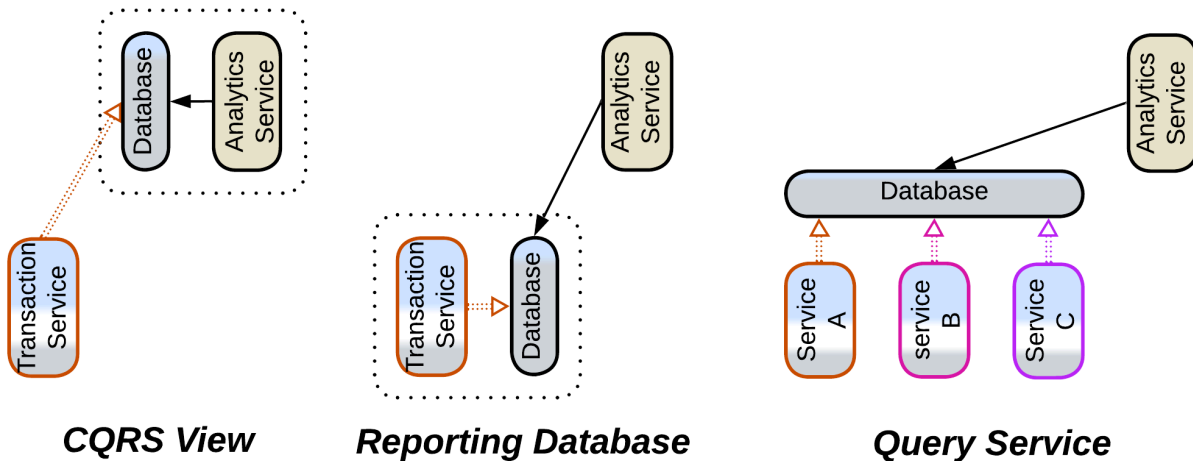 Database
Analytics
Service
Transaction
Service
CQRS View
Analytics
Service
Transaction
Service
Database
Reporting Database
Analytics
Service
Database
Service
A
service
B
Service
C
Query Service